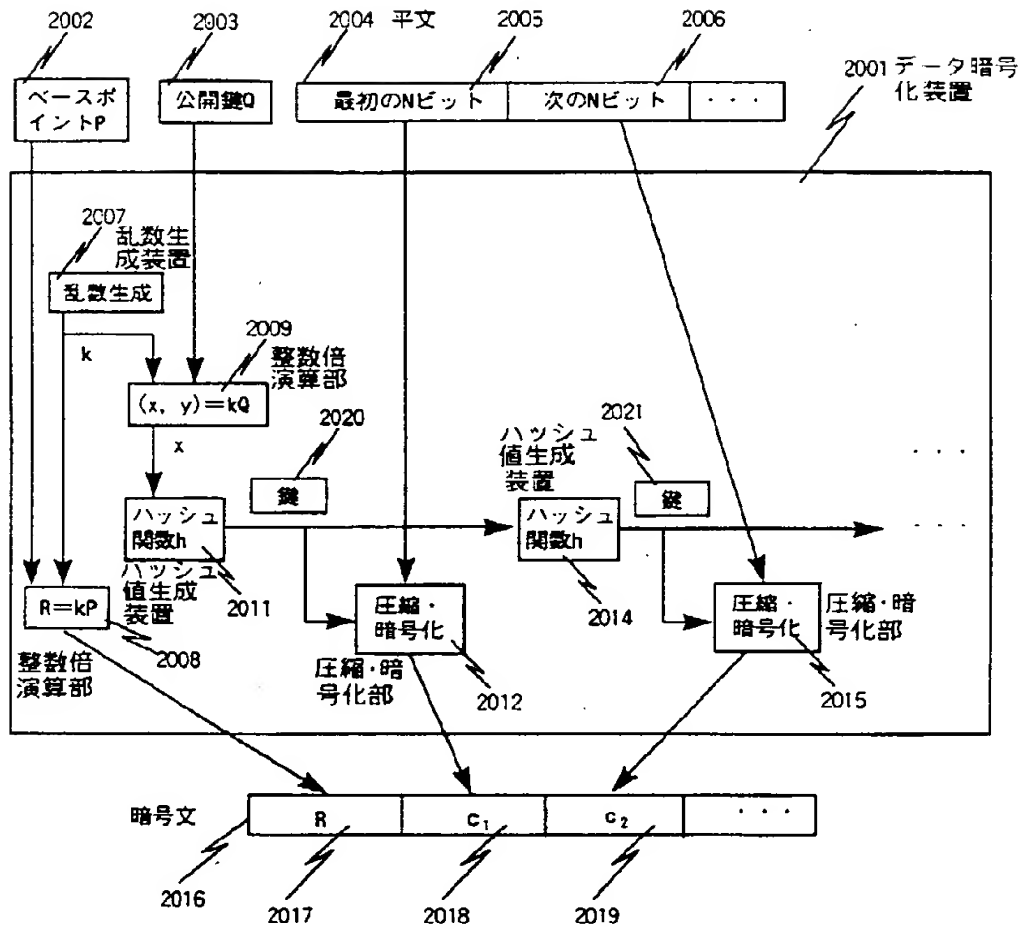 2002
2003
2004 平文
2005
2006
2001 データ暗号
化装置
ベースポ
イントP
公開鍵Q
最初のNビット
次のNビット
・・・
2007
乱数生
成装置
乱数生成
k
2009
整数倍
演算部
(x, y)=kQ
x
2020
鍵
ハッシュ
値生成
装置
2021
鍵
・・・
・・・
ハッシュ
関数h
ハッシュ
値生成
装置
2011
ハッシュ
関数h
2014
R=kP
2008
整数倍
演算部
圧縮・
暗号化
圧縮・暗
号化部
2012
圧縮・
暗号化
圧縮・暗
号化部
2015
暗号文
R
c₁
c₂
・・・
2016
2017
2018
2019